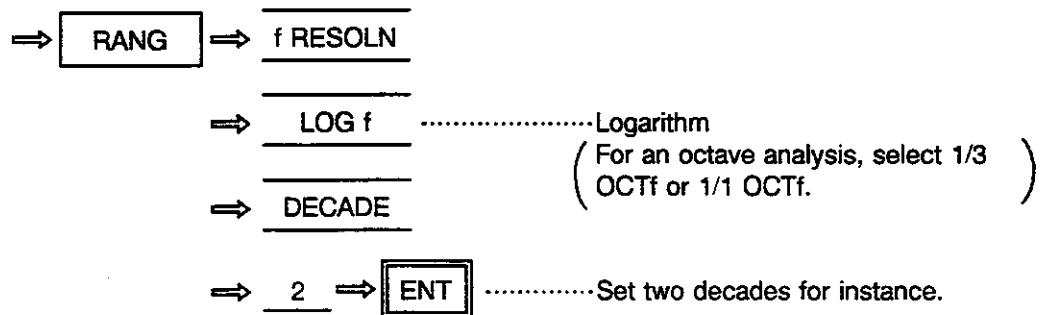 ⇒ RANG ⇒ f RESOLN
⇒ LOG f ····················Logarithm
(For an octave analysis, select 1/3
OCTf or 1/1 OCTf.)
⇒ DECADE
⇒ 2 ⇒ ENT ·············Set two decades for instance.